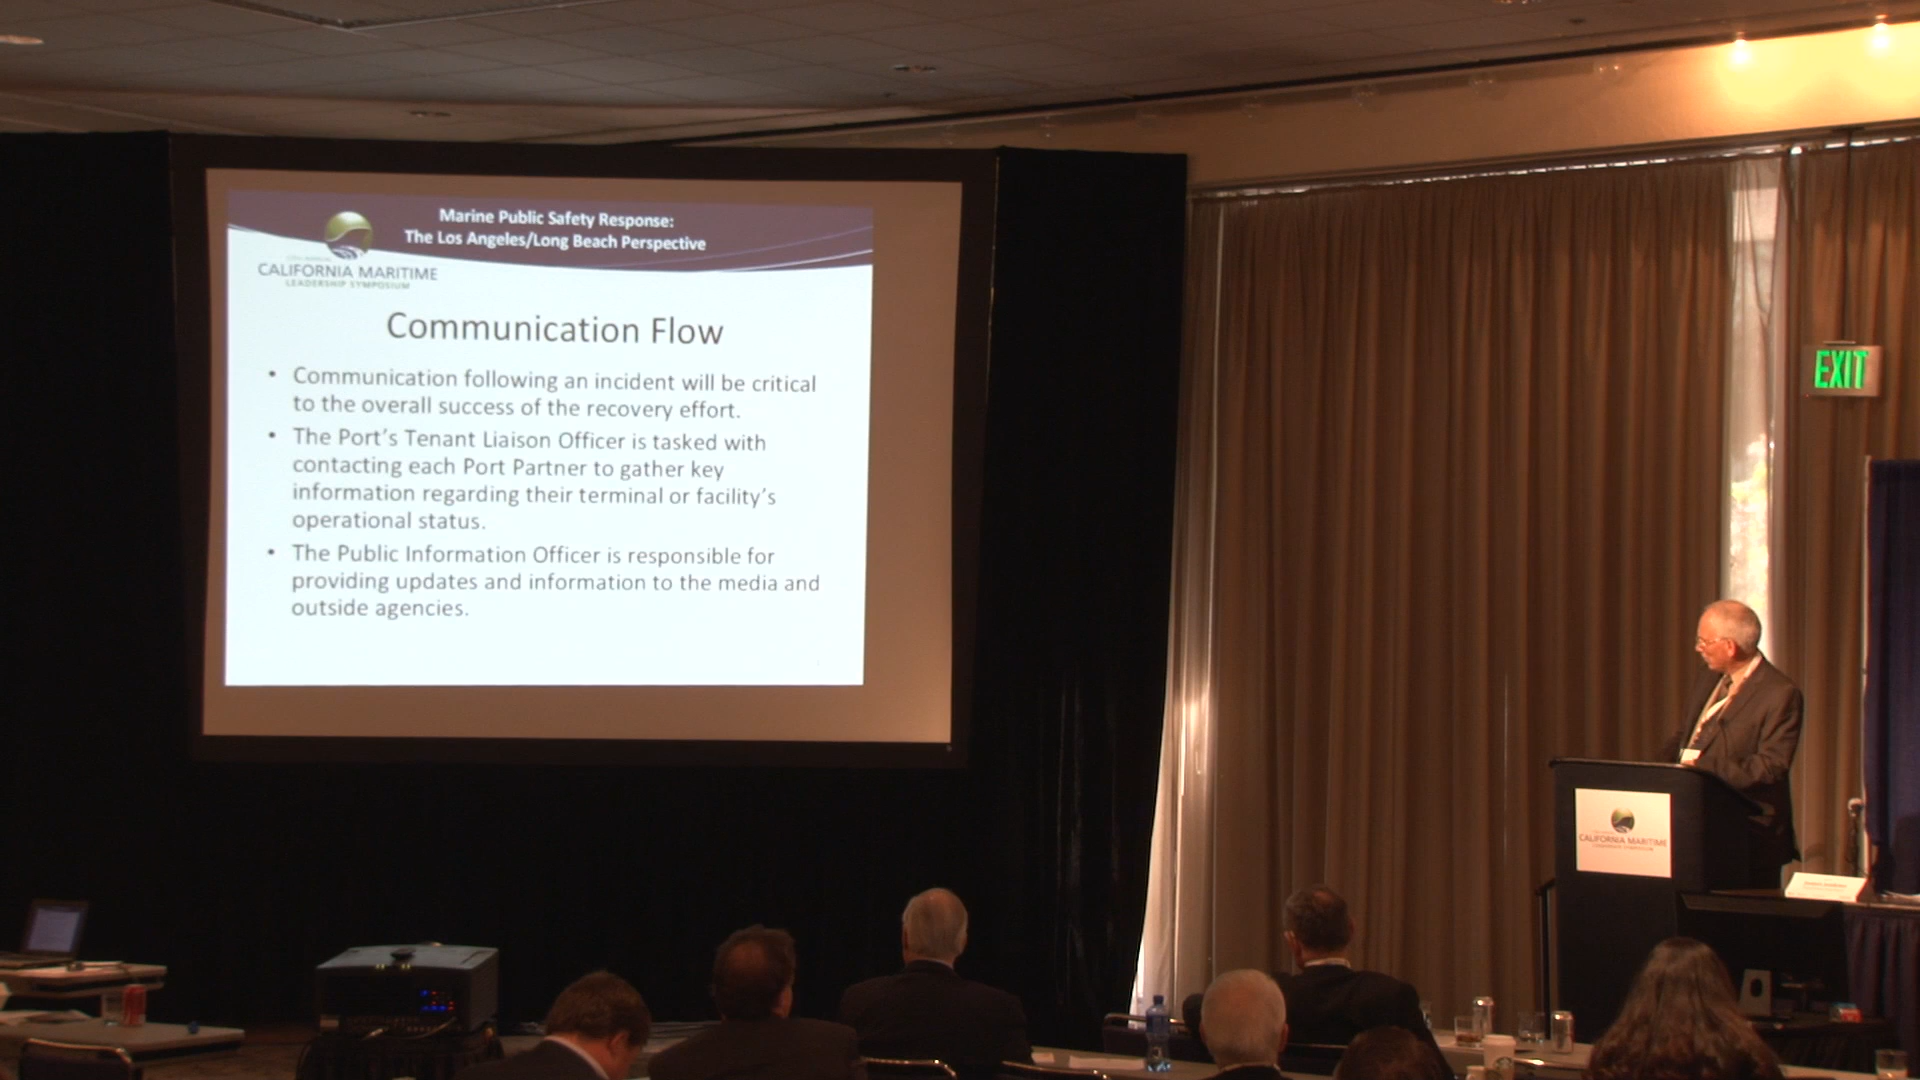 Marine Public Safety Response:
The Los Angeles/Long Beach Perspective
CALIFORNIA MARITIME
LEADERSHIP SYMPOSIUM
Communication Flow
• Communication following an incident will be critical
to the overall success of the recovery effort.
• The Port's Tenant Liaison Officer is tasked with
contacting each Port Partner to gather key
information regarding their terminal or facility's
operational status.
• The Public Information Officer is responsible for
providing updates and information to the media and
outside agencies.
EXIT
CALIFORNIA MARITIME
LEADERSHIP SYMPOSIUM